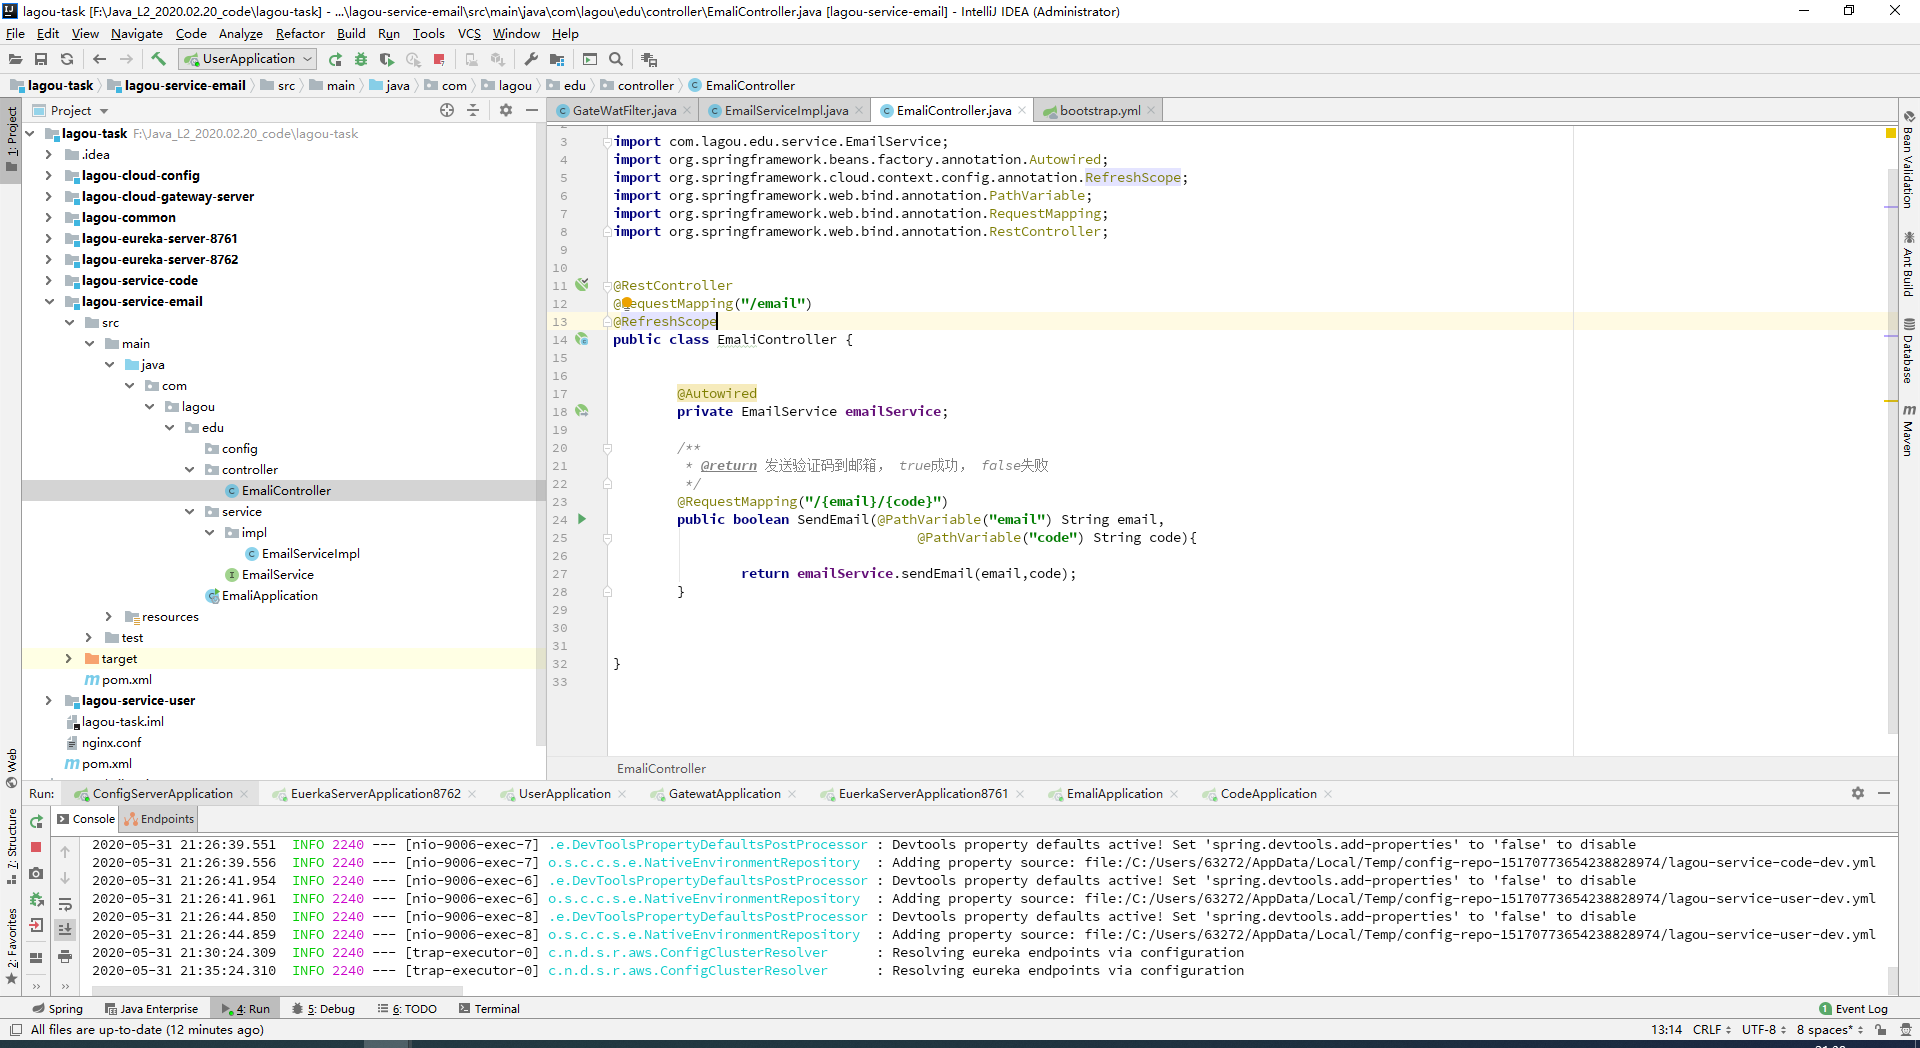 lagou-task [F:\Java_L2_2020.02.20_code\lagou-task] - ...\lagou-service-email\src\main\java\com\lagou\edu\controller\EmaliController.java [lagou-service-email] - IntelliJ IDEA (Administrator)
File Edit View Navigate Code Analyze Refactor Build Run Tools VCS Window Help
UserApplication
lagou-task lagou-service-email src main java com lagou edu controller EmaliController
Project
GateWatFilter.java EmailServiceImpl.java EmaliController.java bootstrap.yml
1: Project
lagou-task F:\Java_L2_2020.02.20_code\lagou-task
.idea
lagou-cloud-config
lagou-cloud-gateway-server
lagou-common
lagou-eureka-server-8761
lagou-eureka-server-8762
lagou-service-code
lagou-service-email
src
main
java
com
lagou
edu
config
controller
EmaliController
service
impl
EmailServiceImpl
EmailService
EmaliApplication
resources
test
target
pom.xml
lagou-service-user
lagou-task.iml
nginx.conf
pom.xml
3 import com.lagou.edu.service.EmailService;
4 import org.springframework.beans.factory.annotation.Autowired;
5 import org.springframework.cloud.context.config.annotation.RefreshScope;
6 import org.springframework.web.bind.annotation.PathVariable;
7 import org.springframework.web.bind.annotation.RequestMapping;
8 import org.springframework.web.bind.annotation.RestController;
9
10
11 @RestController
12 @RequestMapping("/email")
13 @RefreshScope
14 public class EmaliController {
15
16
17 @Autowired
18 private EmailService emailService;
19
20 /**
21 * @return 发送验证码到邮箱， true成功， false失败
22 */
23 @RequestMapping("/{email}/{code}")
24 public boolean SendEmail(@PathVariable("email") String email,
25 @PathVariable("code") String code){
26
27 return emailService.sendEmail(email,code);
28 }
29
30
31
32 }
33
EmaliController
Bean Validation
Ant Build
Database
Maven
Web
7: Structure
2: Favorites
Run: ConfigServerApplication EuerkaServerApplication8762 UserApplication GatewatApplication EuerkaServerApplication8761 EmaliApplication CodeApplication
Console Endpoints
2020-05-31 21:26:39.551 INFO 2240 --- [nio-9006-exec-7] .e.DevToolsPropertyDefaultsPostProcessor : Devtools property defaults active! Set 'spring.devtools.add-properties' to 'false' to disable
2020-05-31 21:26:39.556 INFO 2240 --- [nio-9006-exec-7] o.s.c.c.s.e.NativeEnvironmentRepository : Adding property source: file:/C:/Users/63272/AppData/Local/Temp/config-repo-15170773654238828974/lagou-service-code-dev.yml
2020-05-31 21:26:41.954 INFO 2240 --- [nio-9006-exec-6] .e.DevToolsPropertyDefaultsPostProcessor : Devtools property defaults active! Set 'spring.devtools.add-properties' to 'false' to disable
2020-05-31 21:26:41.961 INFO 2240 --- [nio-9006-exec-6] o.s.c.c.s.e.NativeEnvironmentRepository : Adding property source: file:/C:/Users/63272/AppData/Local/Temp/config-repo-15170773654238828974/lagou-service-user-dev.yml
2020-05-31 21:26:44.850 INFO 2240 --- [nio-9006-exec-8] .e.DevToolsPropertyDefaultsPostProcessor : Devtools property defaults active! Set 'spring.devtools.add-properties' to 'false' to disable
2020-05-31 21:26:44.859 INFO 2240 --- [nio-9006-exec-8] o.s.c.c.s.e.NativeEnvironmentRepository : Adding property source: file:/C:/Users/63272/AppData/Local/Temp/config-repo-15170773654238828974/lagou-service-user-dev.yml
2020-05-31 21:30:24.309 INFO 2240 --- [trap-executor-0] c.n.d.s.r.aws.ConfigClusterResolver : Resolving eureka endpoints via configuration
2020-05-31 21:35:24.310 INFO 2240 --- [trap-executor-0] c.n.d.s.r.aws.ConfigClusterResolver : Resolving eureka endpoints via configuration
Spring Java Enterprise 4: Run 5: Debug 6: TODO Terminal 1 Event Log
All files are up-to-date (12 minutes ago) 13:14 CRLF UTF-8 8 spaces*